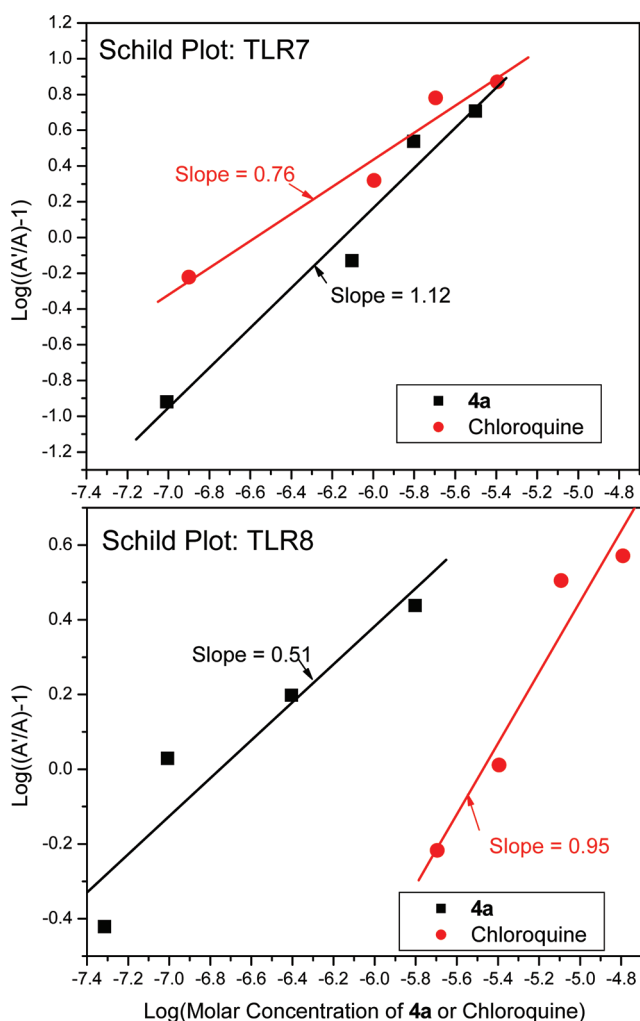 Schild Plot: TLR7
Log((A'/A)-1)
1.2
1.0
0.8
0.6
0.4
0.2
0.0
-0.2
-0.4
-0.6
-0.8
-1.0
-1.2
Slope = 0.76
Slope = 1.12
4a
Chloroquine
-7.4 -7.2 -7.0 -6.8 -6.6 -6.4 -6.2 -6.0 -5.8 -5.6 -5.4 -5.2 -5.0 -4.8
Schild Plot: TLR8
Log((A'/A)-1)
0.6
0.4
0.2
0.0
-0.2
-0.4
Slope = 0.51
Slope = 0.95
4a
Chloroquine
-7.4 -7.2 -7.0 -6.8 -6.6 -6.4 -6.2 -6.0 -5.8 -5.6 -5.4 -5.2 -5.0 -4.8
Log(Molar Concentration of 4a or Chloroquine)